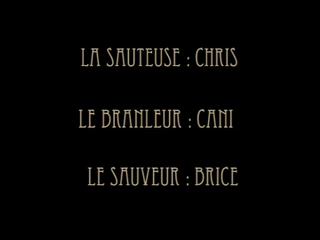 LA SAUTEUSE : CHRIS
LE BRANLEUR : CANI
LE SAUVEUR : BRICE